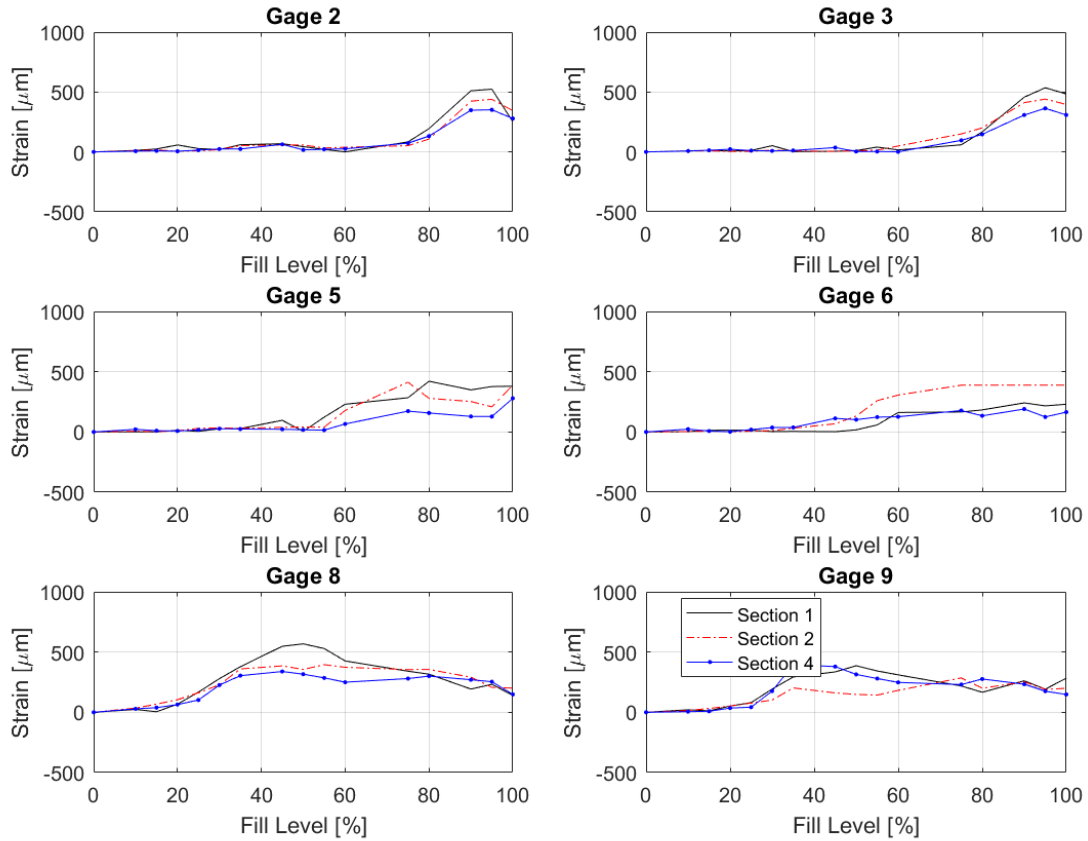 Gage 2
1000
500
0
-500
Strain [μm]
0 20 40 60 80 100
Fill Level [%]
Gage 3
1000
500
0
-500
Strain [μm]
0 20 40 60 80 100
Fill Level [%]
Gage 5
1000
500
0
-500
Strain [μm]
0 20 40 60 80 100
Fill Level [%]
Gage 6
1000
500
0
-500
Strain [μm]
0 20 40 60 80 100
Fill Level [%]
Gage 8
1000
500
0
-500
Strain [μm]
0 20 40 60 80 100
Fill Level [%]
Gage 9
1000
500
0
-500
Strain [μm]
Section 1
Section 2
Section 4
0 20 40 60 80 100
Fill Level [%]